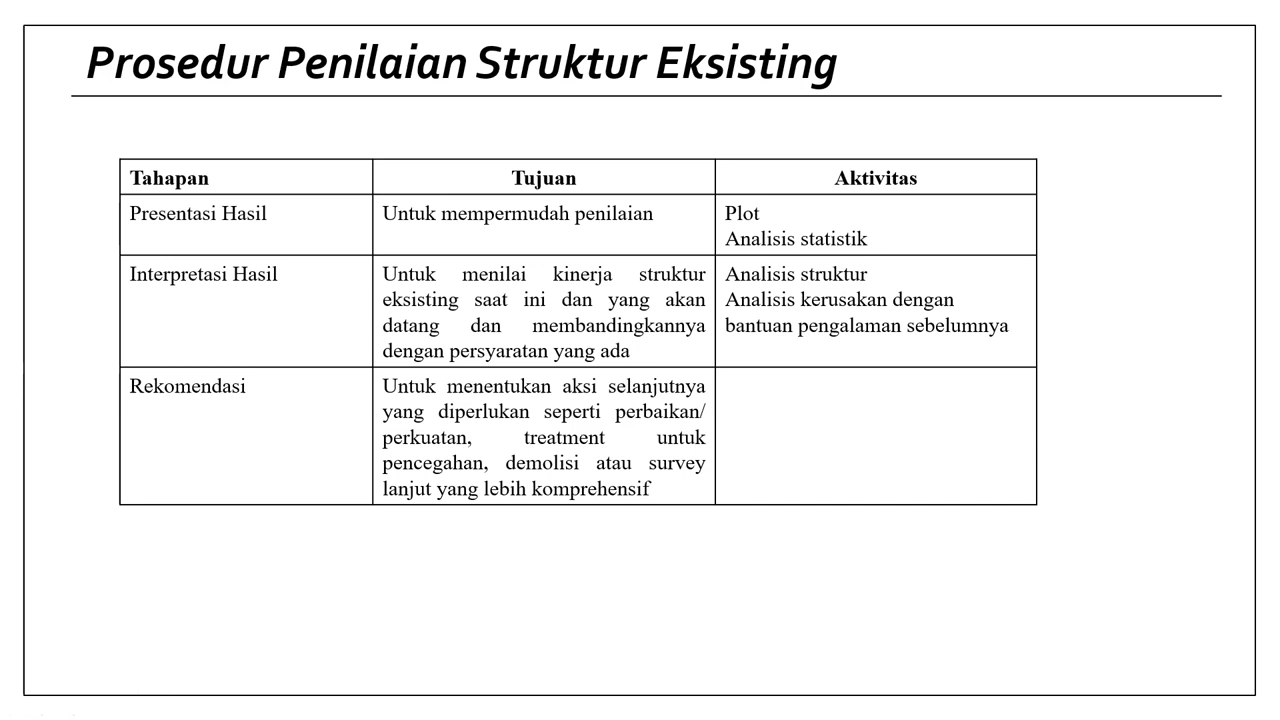 Prosedur Penilaian Struktur Eksisting
Tahapan
Tujuan
Aktivitas
Presentasi Hasil
Untuk mempermudah penilaian
Plot
Analisis statistik
Interpretasi Hasil
Untuk menilai kinerja struktur
eksisting saat ini dan yang akan
datang dan membandingkannya
dengan persyaratan yang ada
Analisis struktur
Analisis kerusakan dengan
bantuan pengalaman sebelumnya
Rekomendasi
Untuk menentukan aksi selanjutnya
yang diperlukan seperti perbaikan/
perkuatan, treatment untuk
pencegahan, demolisi atau survey
lanjut yang lebih komprehensif